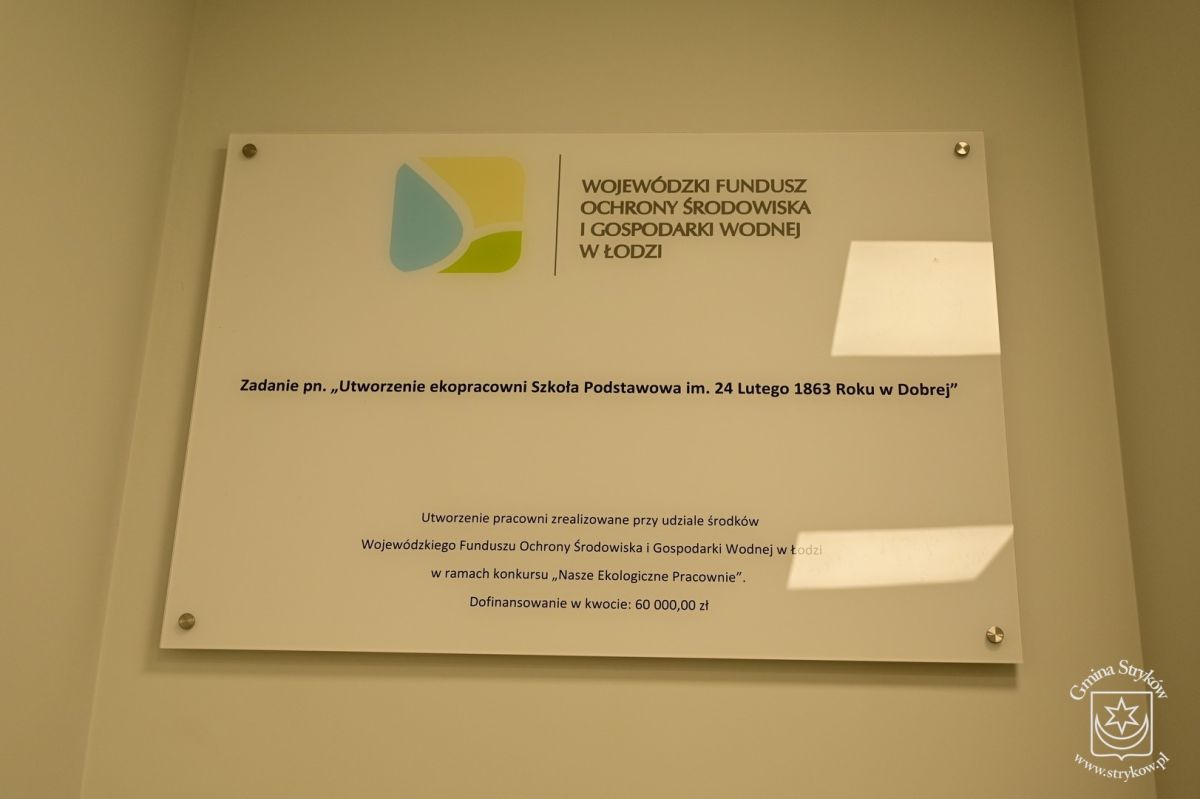 WOJEWÓDZKI FUNDUSZ
OCHRONY ŚRODOWISKA
I GOSPODARKI WODNEJ
W ŁODZI
Zadanie pn. „Utworzenie ekopracowni Szkoła Podstawowa im. 24 Lutego 1863 Roku w Dobrej”
Utworzenie pracowni zrealizowane przy udziale środków
Wojewódzkiego Funduszu Ochrony Środowiska i Gospodarki Wodnej w Łodzi
w ramach konkursu „Nasze Ekologiczne Pracownie”.
Dofinansowanie w kwocie: 60 000,00 zł
Gmina Stryków
www.strykow.pl